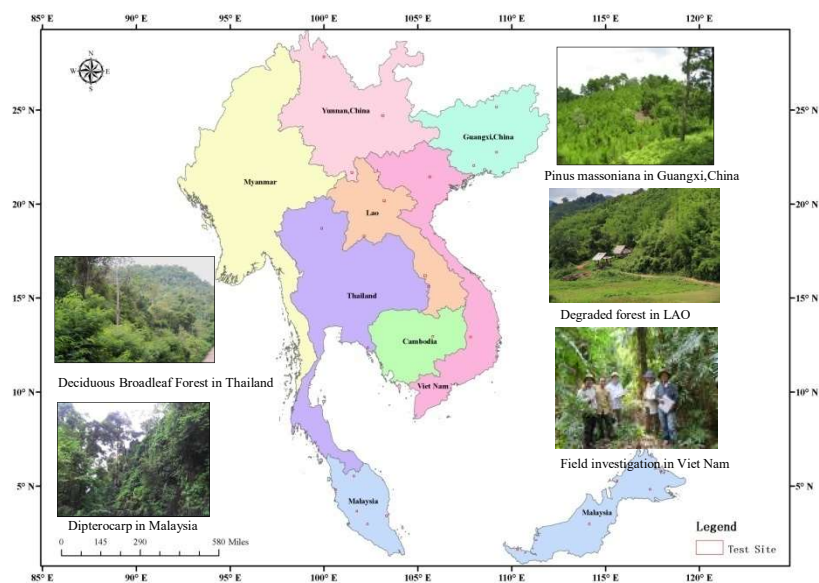 85° E 90° E 95° E 100° E 105° E 110° E 115° E 120° E
N
W E
S
25° N
20° N
15° N
10° N
5° N
Yunnan,China
Guangxi,China
Myanmar
Lao
Thailand
Cambodia
Viet Nam
Malaysia
Malaysia
Pinus massoniana in Guangxi,China
Degraded forest in LAO
Deciduous Broadleaf Forest in Thailand
Field investigation in Viet Nam
Dipterocarp in Malaysia
0 145 290 580 Miles
Legend
Test Site
25° N
20° N
15° N
10° N
5° N
85° E 90° E 95° E 100° E 105° E 110° E 115° E 120° E